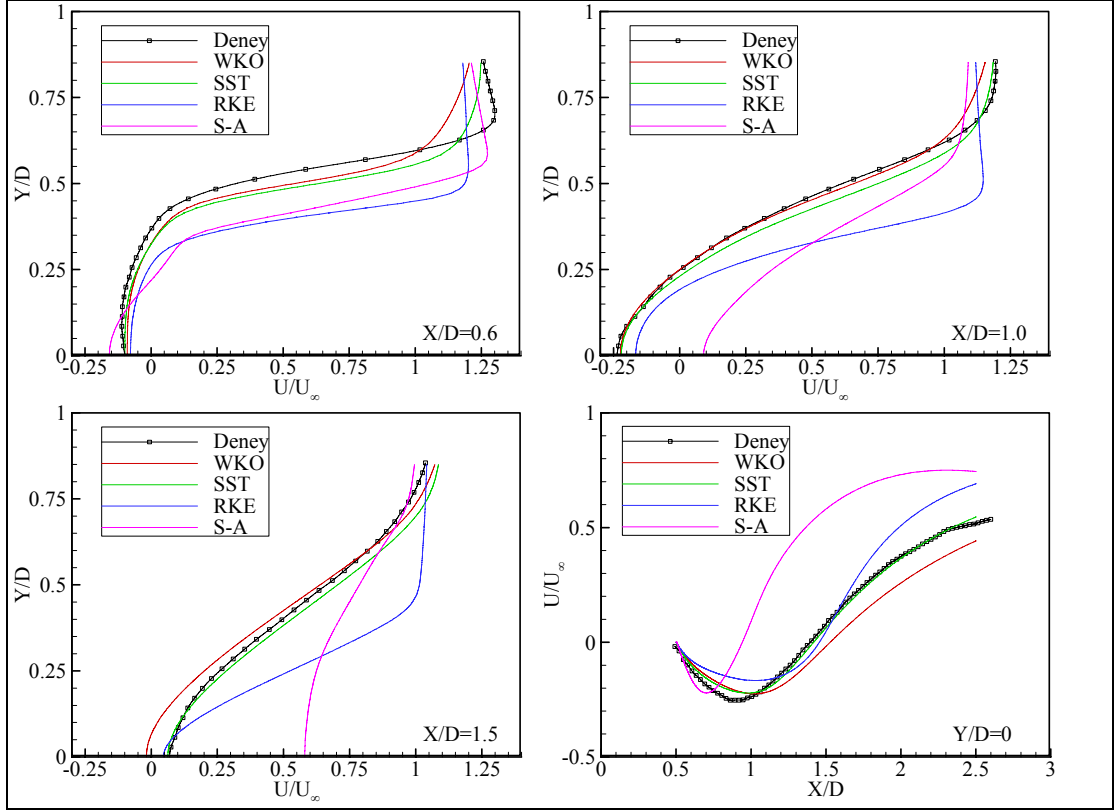 1
Deney
WKO
SST
RKE
S-A
0.75
0.5
0.25
0
Y/D
X/D=0.6
-0.25 0 0.25 0.5 0.75 1 1.25
U/U∞
1
Deney
WKO
SST
RKE
S-A
0.75
0.5
0.25
0
Y/D
X/D=1.0
-0.25 0 0.25 0.5 0.75 1 1.25
U/U∞
1
Deney
WKO
SST
RKE
S-A
0.75
0.5
0.25
0
Y/D
X/D=1.5
-0.25 0 0.25 0.5 0.75 1 1.25
U/U∞
1
Deney
WKO
SST
RKE
S-A
0.5
0
-0.5
U/U∞
Y/D=0
0 0.5 1 1.5 2 2.5 3
X/D